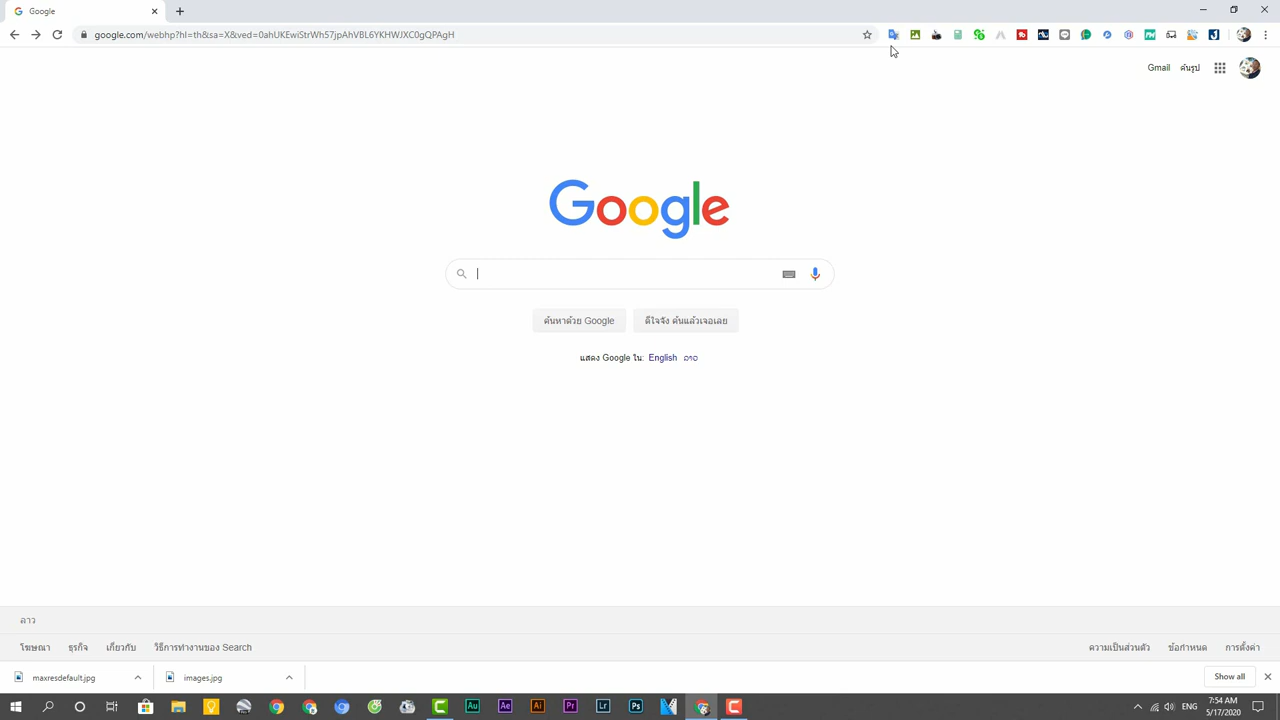 Google
google.com/webhp?hl=th&sa=X&ved=0ahUKEwiStrWh57jpAhVBL6YKHWJXC0gQPAgH
Gmail ค้นรูป
Google
ค้นหาด้วย Google ดีใจจัง ค้นแล้วเจอเลย
แสดง Google ใน: English ລາວ
ลาว
โฆษณา ธุรกิจ เกี่ยวกับ วิธีการทำงานของ Search ความเป็นส่วนตัว ข้อกำหนด การตั้งค่า
maxresdefault.jpg images.jpg Show all
Au Ae Ai Pr Lr Ps ENG 7:54 AM
5/17/2020